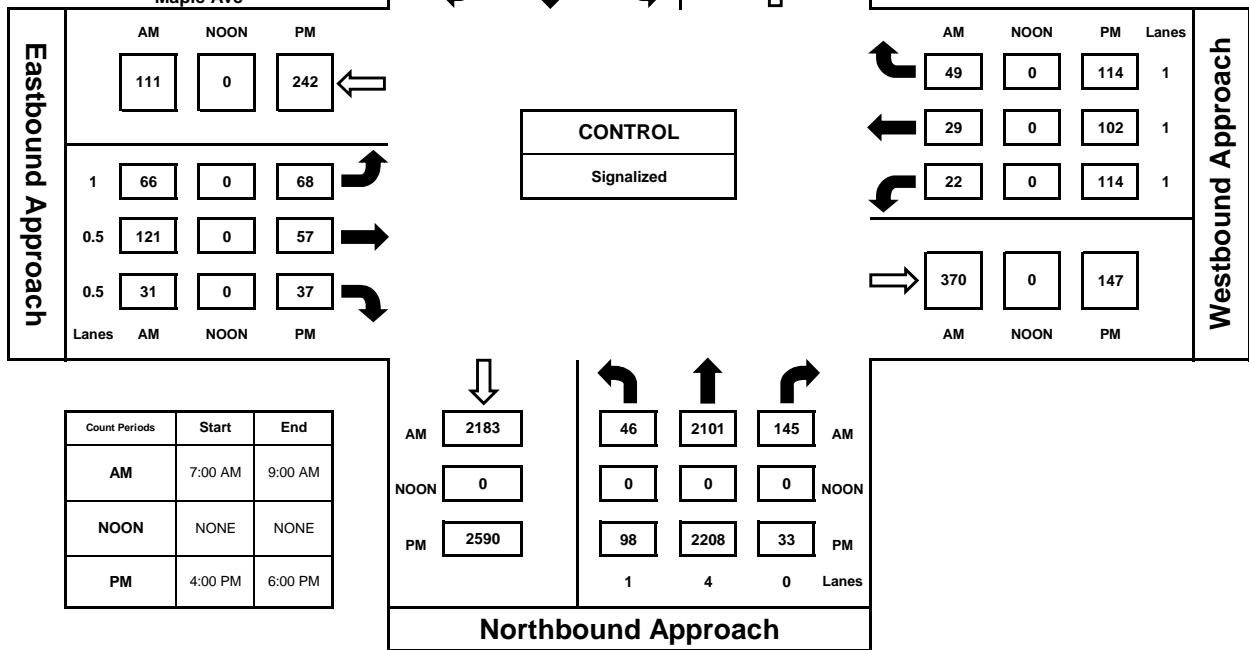 Maple Ave
AM NOON PM
111 0 242
Eastbound Approach
1 66 0 68
0.5 121 0 57
0.5 31 0 37
Lanes AM NOON PM
CONTROL
Signalized
AM NOON PM Lanes
49 0 114 1
29 0 102 1
22 0 114 1
370 0 147
AM NOON PM
Westbound Approach
Count Periods Start End
AM 7:00 AM 9:00 AM
NOON NONE NONE
PM 4:00 PM 6:00 PM
AM 2183 46 2101 145 AM
NOON 0 0 0 0 NOON
PM 2590 98 2208 33 PM
1 4 0 Lanes
Northbound Approach